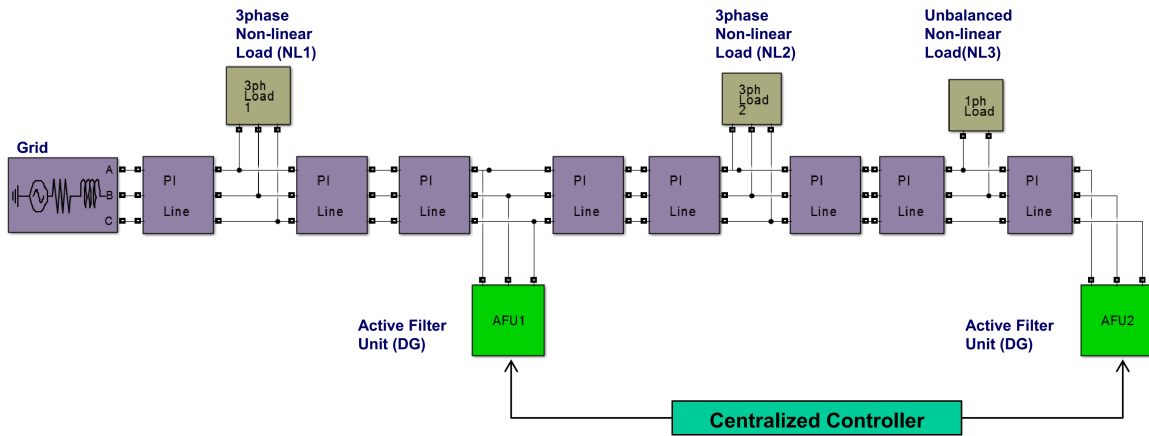 3phase
Non-linear
Load (NL1)
3phase
Non-linear
Load (NL2)
Unbalanced
Non-linear
Load(NL3)
3ph
Load
1
3ph
Load
2
1ph
Load
Grid
A
B
C
PI
Line
PI
Line
PI
Line
PI
Line
PI
Line
PI
Line
PI
Line
PI
Line
Active Filter
Unit (DG)
AFU1
Active Filter
Unit (DG)
AFU2
Centralized Controller